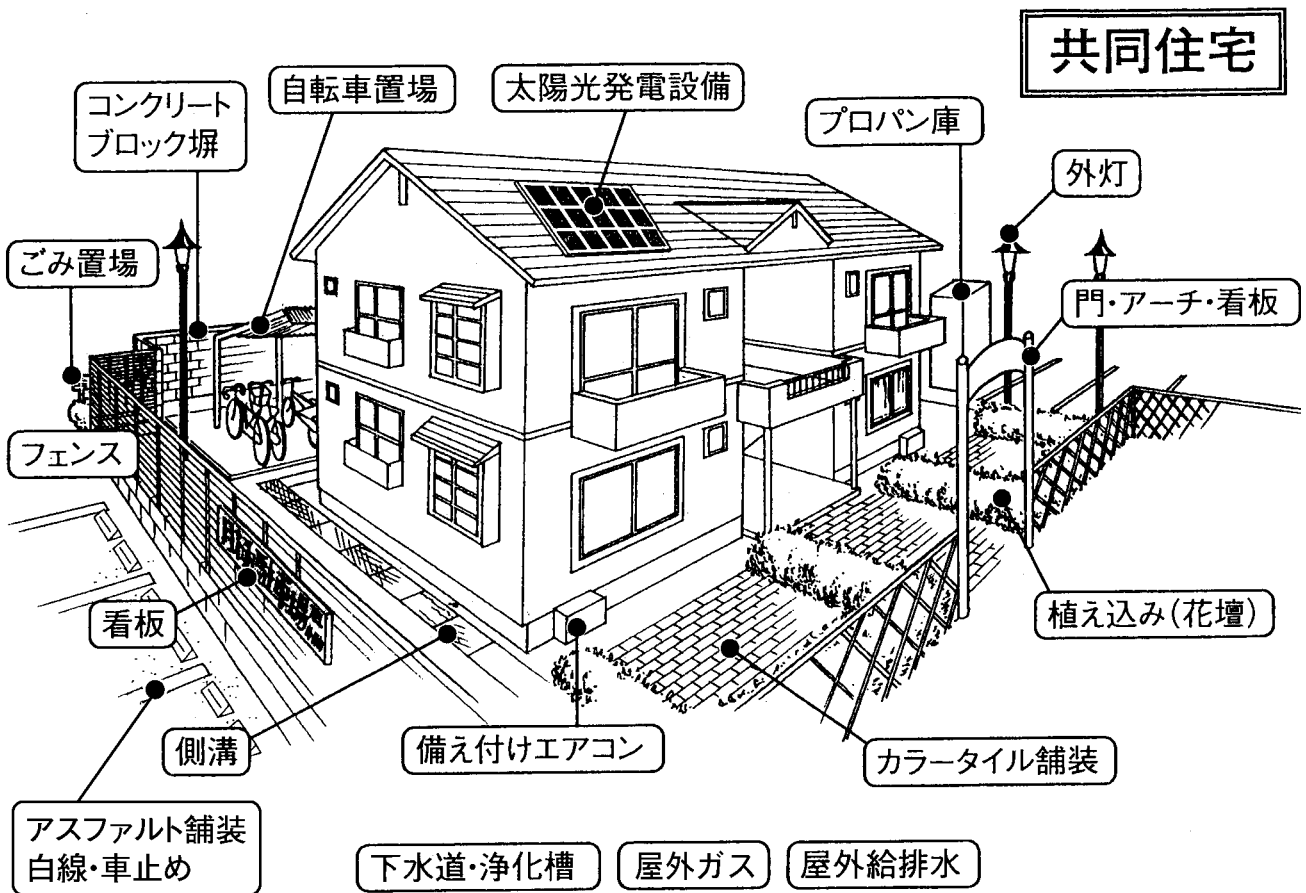 共同住宅
コンクリート
ブロック塀
自転車置場
太陽光発電設備
プロパン庫
外灯
ごみ置場
門・アーチ・看板
フェンス
看板
植え込み(花壇)
側溝
備え付けエアコン
カラータイル舗装
アスファルト舗装
白線・車止め
下水道・浄化槽
屋外ガス
屋外給排水